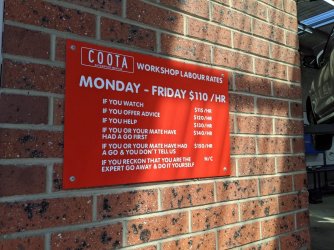 COOTA
WORKSHOP LABOUR RATES
MONDAY - FRIDAY $110 /HR
IF YOU WATCH $115 /HR
IF YOU OFFER ADVICE $120 /HR
IF YOU HELP $130 /HR
IF YOU OR YOUR MATE HAVE $140 /HR
HAD A GO FIRST
IF YOU OR YOUR MATE HAVE HAD $150 /HR
A GO & YOU DON'T TELL US
IF YOU RECKON THAT YOU ARE THE N/C
EXPERT GO AWAY & DO IT YOURSELF